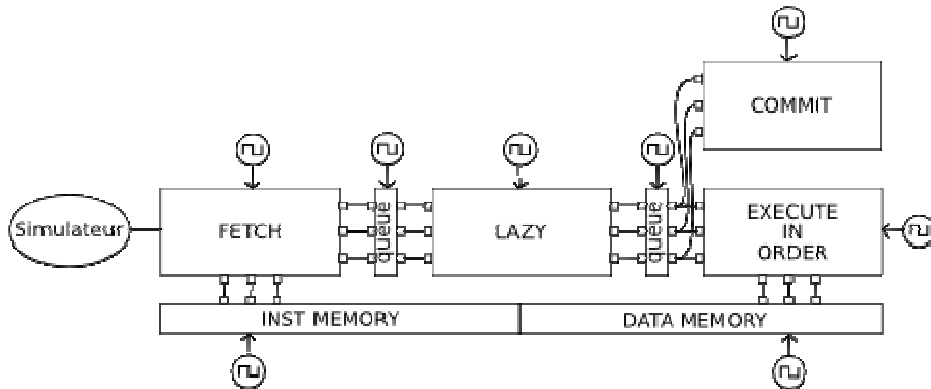 COMMIT
Simulateur
FETCH
queue
LAZY
queue
EXECUTE
IN
ORDER
INST MEMORY
DATA MEMORY